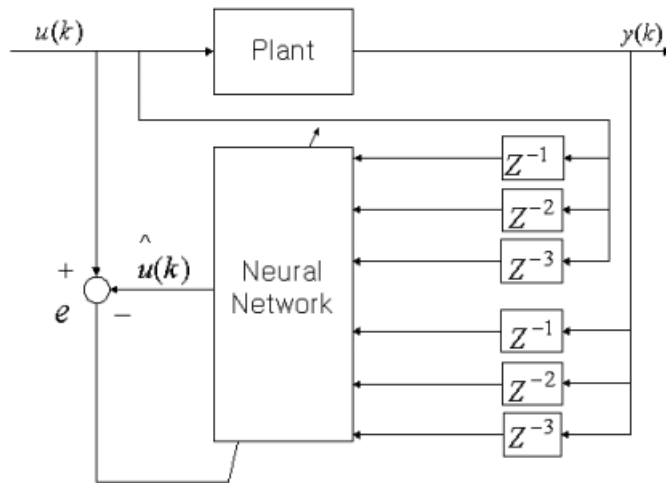 u(k)
Plant
y(k)
Z⁻¹
Z⁻²
Z⁻³
+
^
u(k)
Neural
Network
e
−
Z⁻¹
Z⁻²
Z⁻³